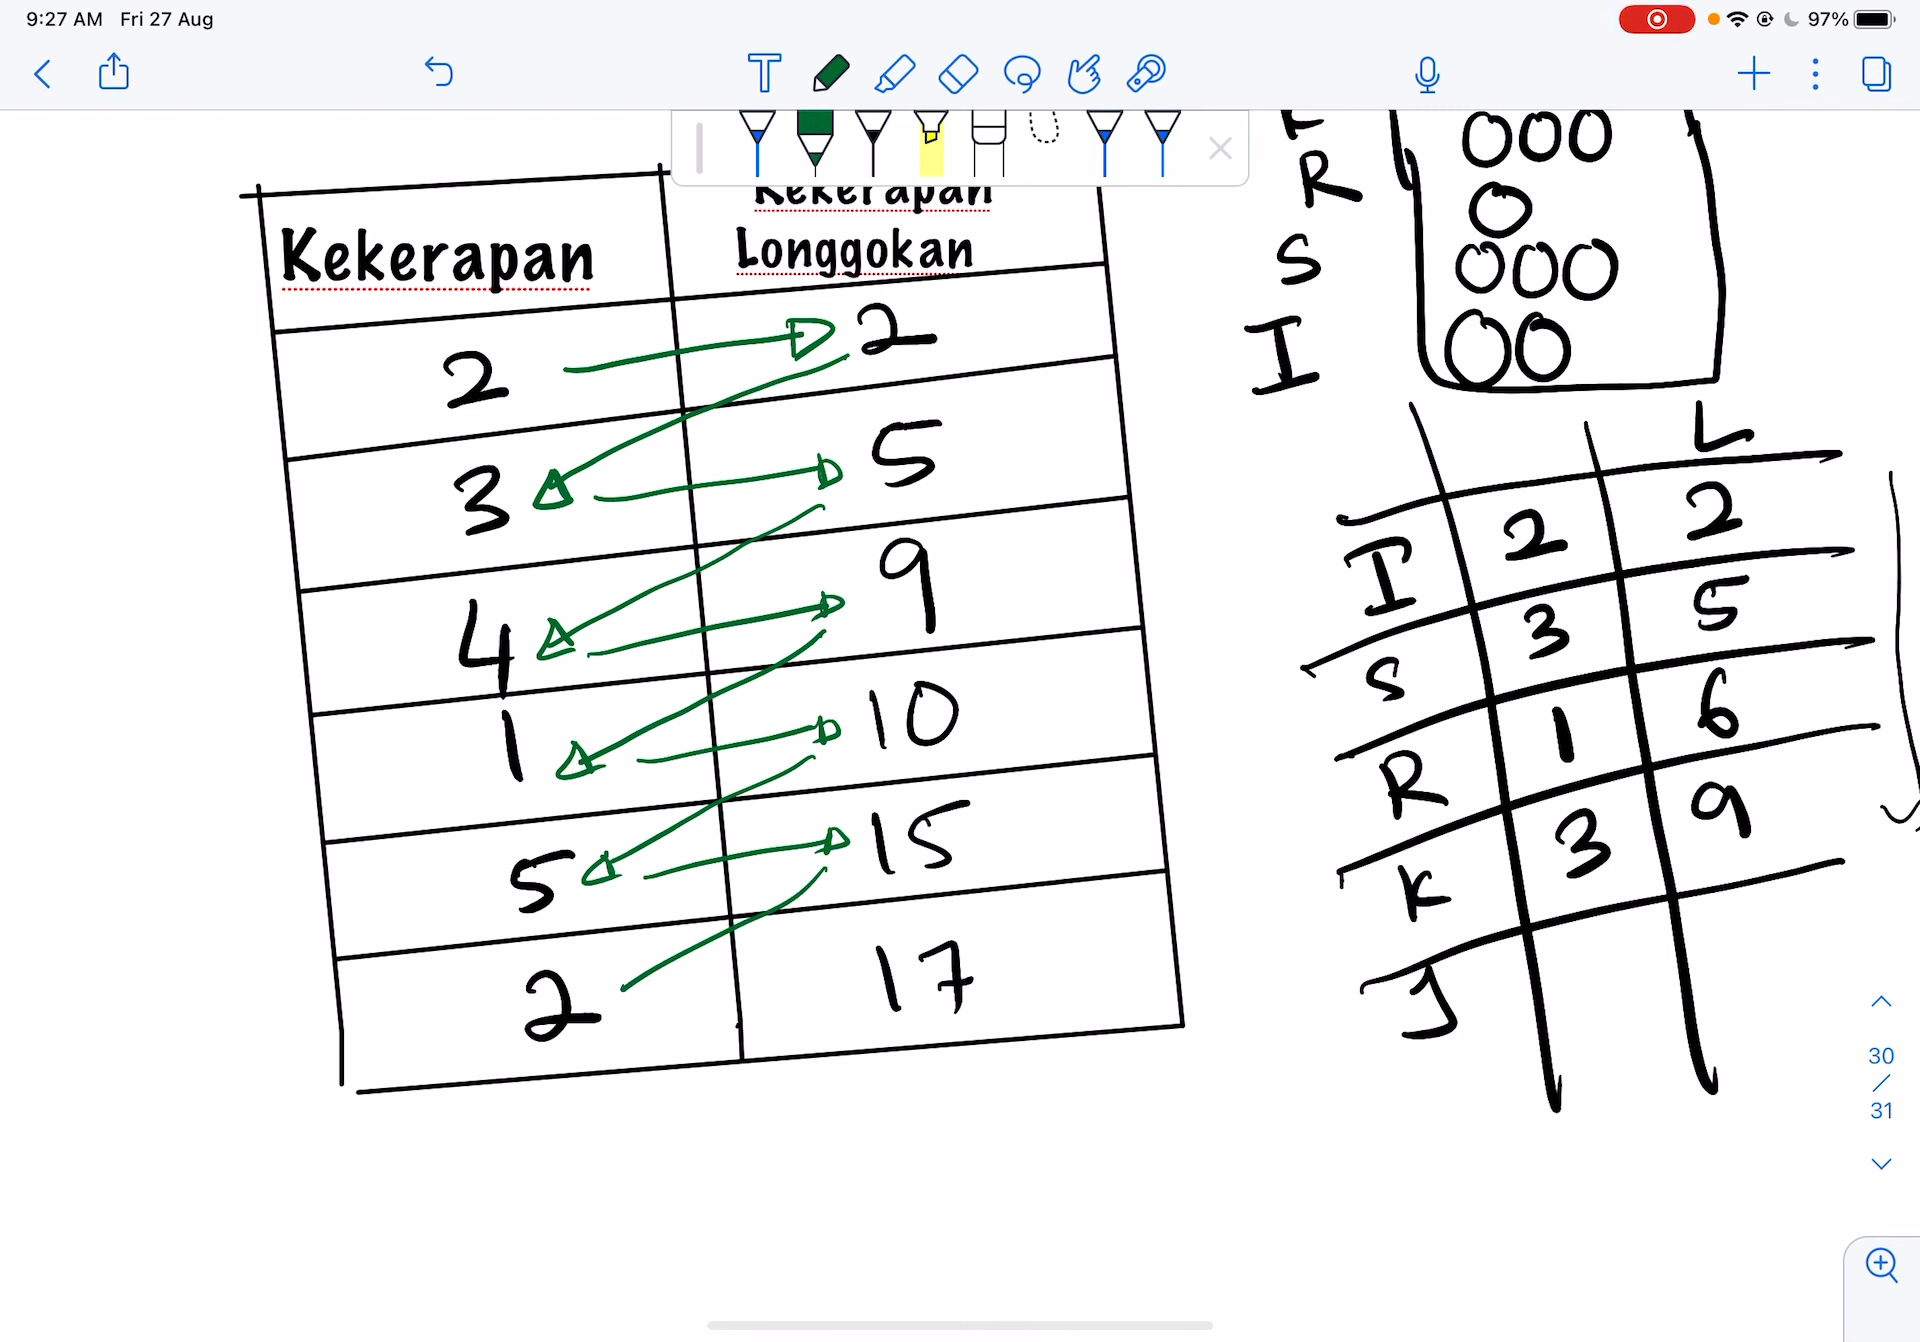 9:27 AM Fri 27 Aug
97%
T
Kekerapan
Kekerapan
Longgokan
2 2
3 5
4 9
1 10
5 15
2 17
R
S
I
L
I 2 2
S 3 5
R 1 6
K 3 9
J
30
/
31